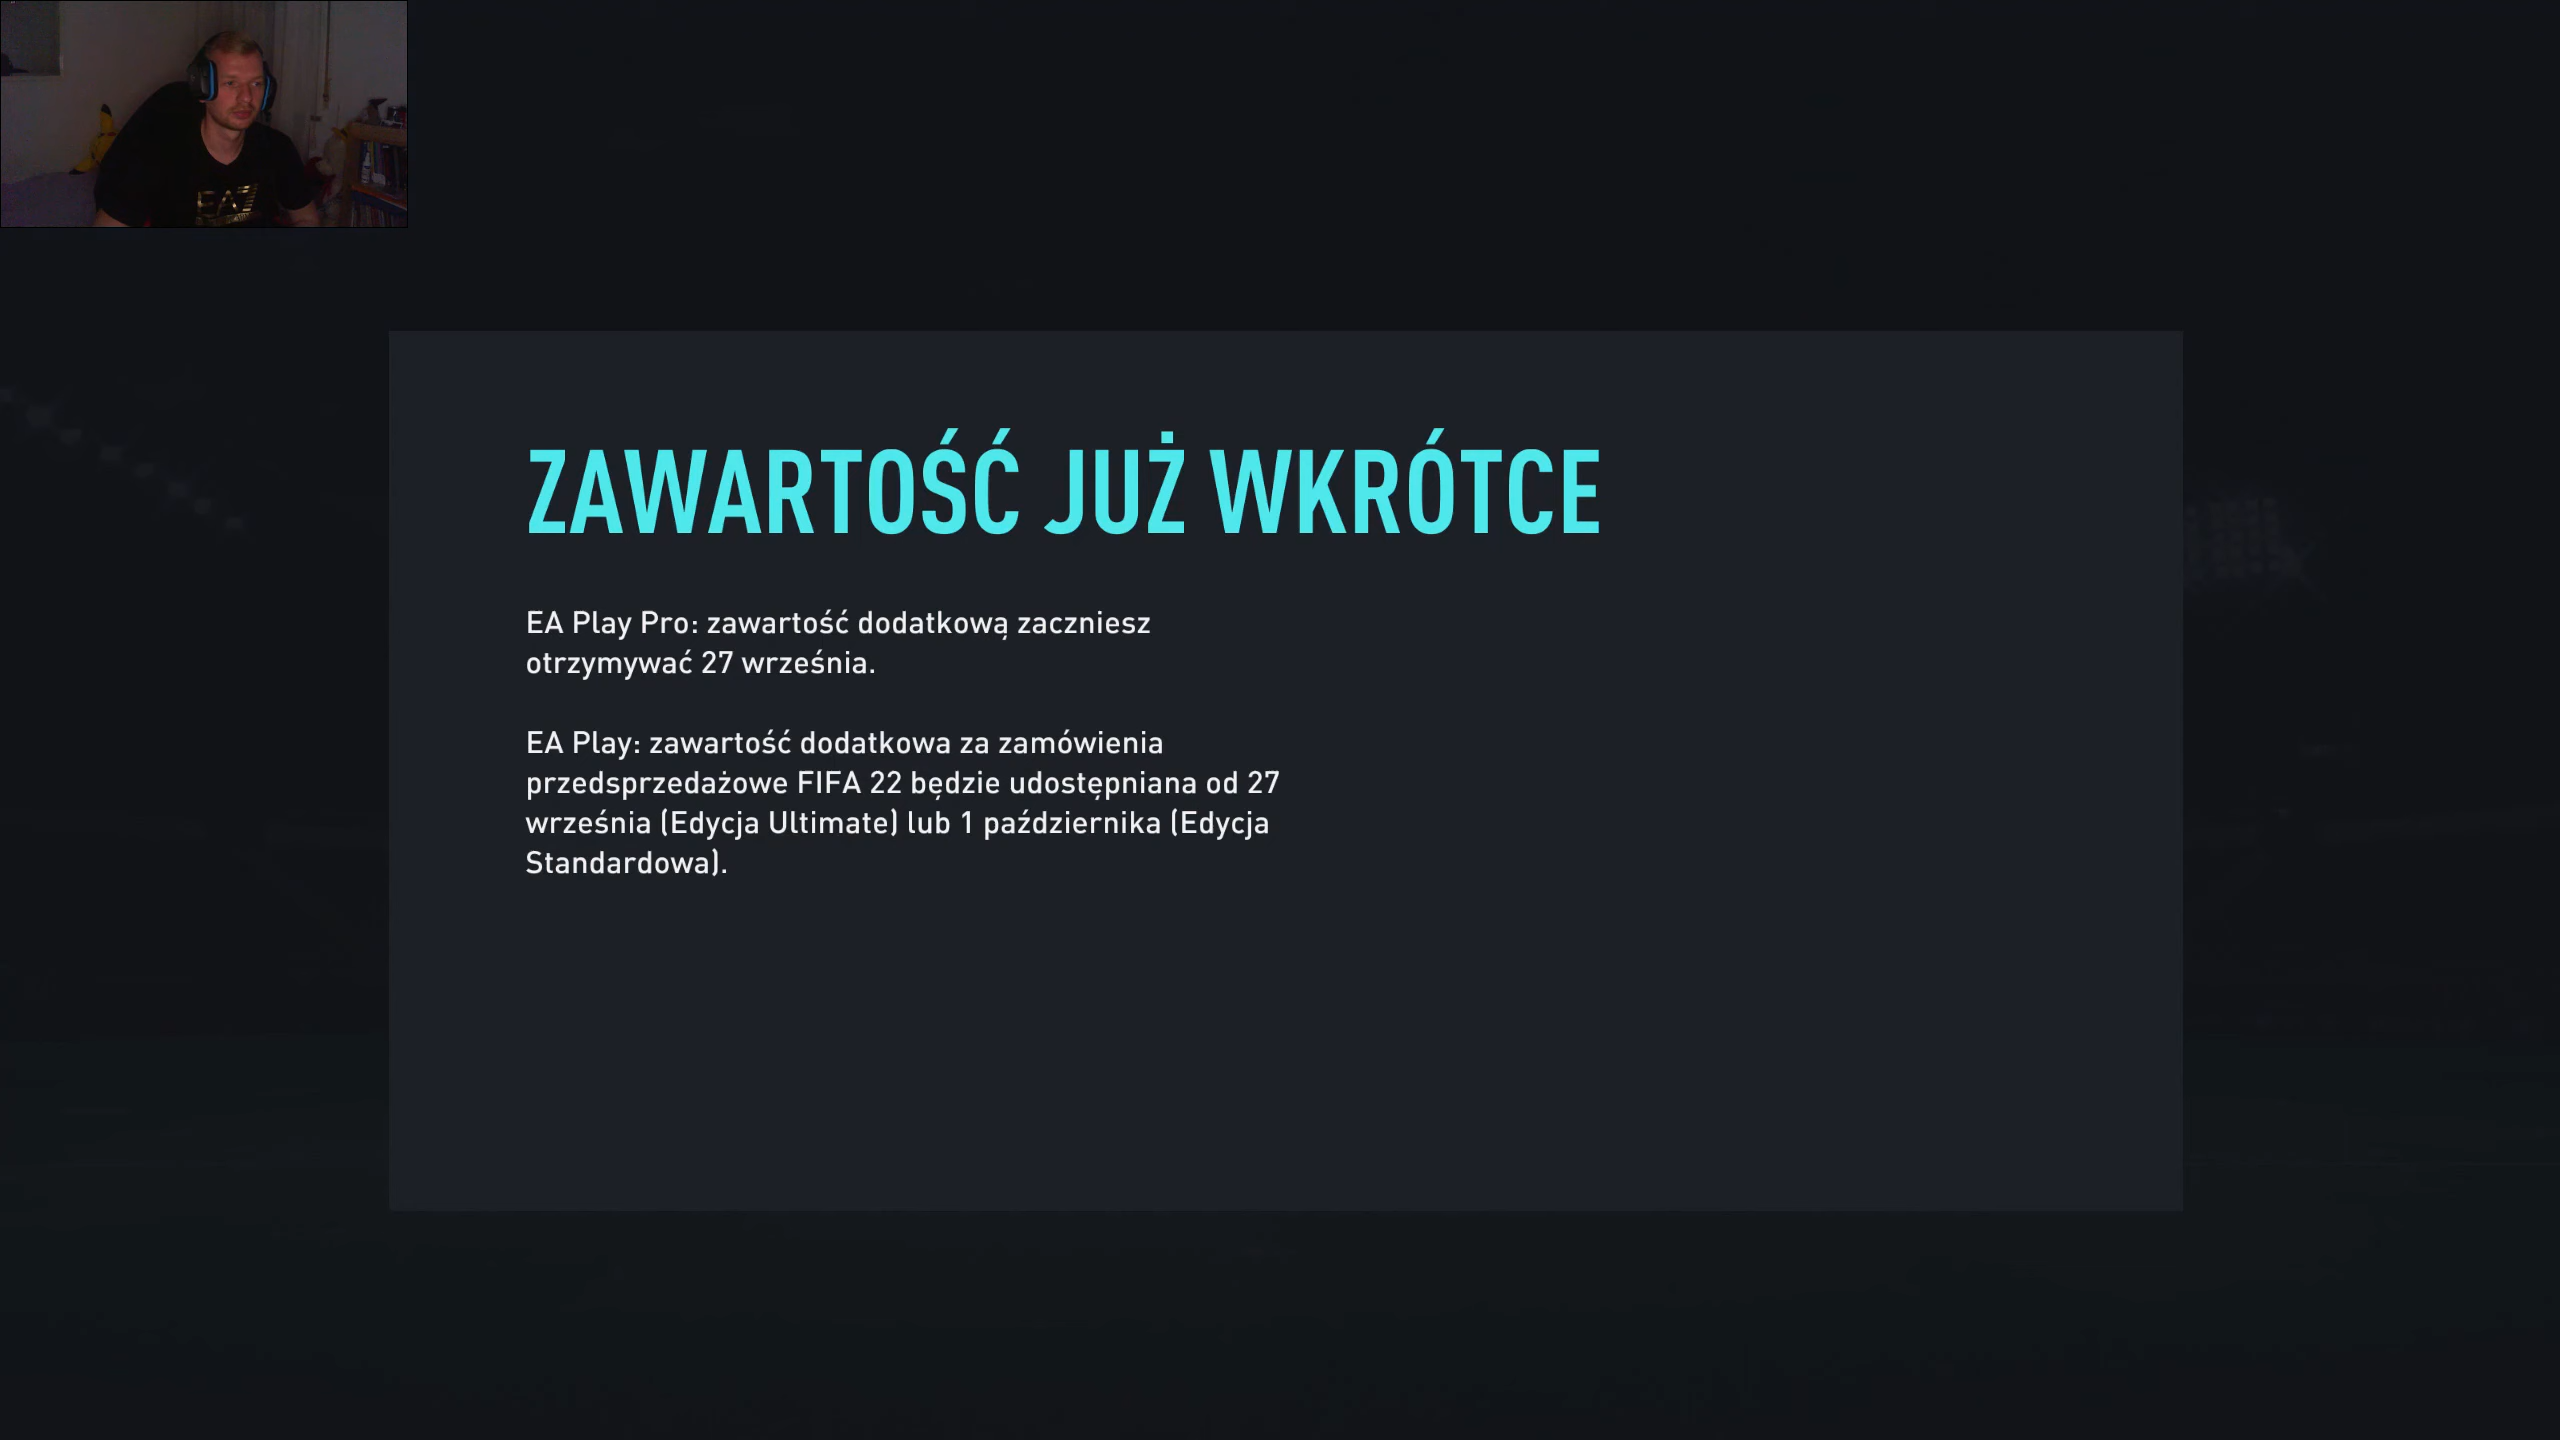 EA7
ZAWARTOŚĆ JUŻ WKRÓTCE
EA Play Pro: zawartość dodatkową zaczniesz
otrzymywać 27 września.
EA Play: zawartość dodatkowa za zamówienia
przedsprzedażowe FIFA 22 będzie udostępniana od 27
września (Edycja Ultimate) lub 1 października (Edycja
Standardowa).